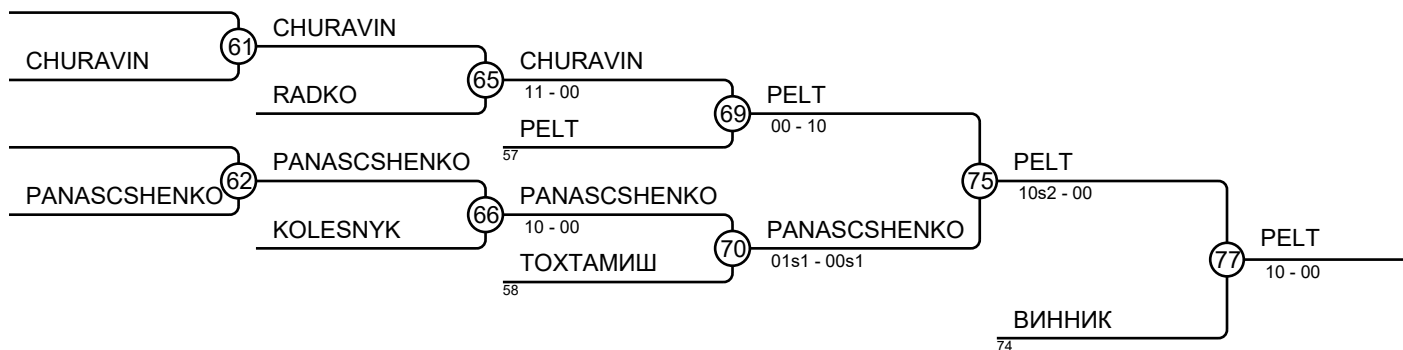 CHURAVIN
61
CHURAVIN
RADKO
65
CHURAVIN
11 - 00
PELT
57
69
PELT
00 - 10
PANASCSHENKO
62
PANASCSHENKO
KOLESNYK
66
PANASCSHENKO
10 - 00
ТОХТАМИШ
58
70
PANASCSHENKO
01s1 - 00s1
75
PELT
10s2 - 00
ВИННИК
74
77
PELT
10 - 00